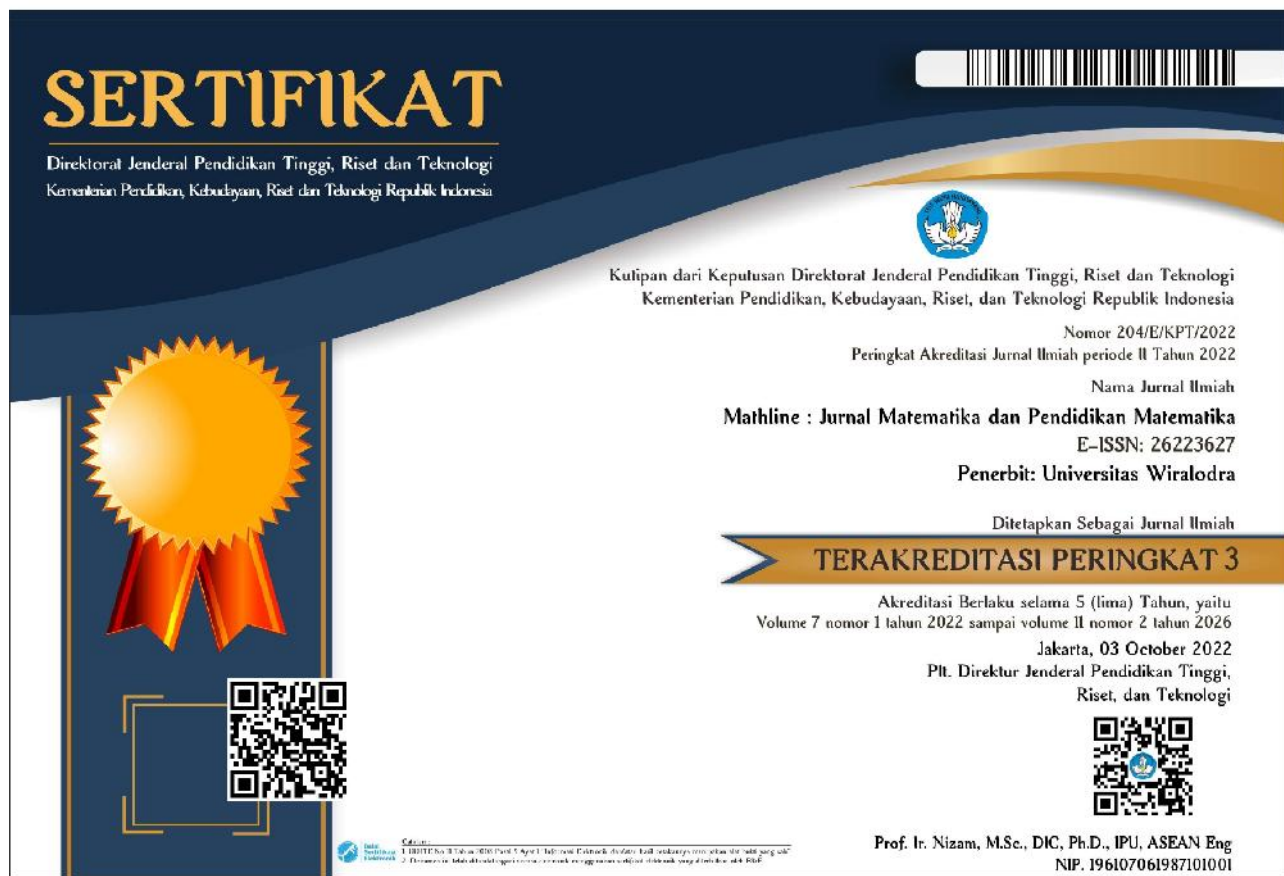 SERTIFIKAT
Direktorat Jenderal Pendidikan Tinggi, Riset dan Teknologi
Kementerian Pendidikan, Kebudayaan, Riset dan Teknologi Republik Indonesia
Kutipan dari Keputusan Direktorat Jenderal Pendidikan Tinggi, Riset dan Teknologi
Kementerian Pendidikan, Kebudayaan, Riset, dan Teknologi Republik Indonesia
Nomor 204/E/KPT/2022
Peringkat Akreditasi Jurnal Ilmiah periode II Tahun 2022
Nama Jurnal Ilmiah
Mathline : Jurnal Matematika dan Pendidikan Matematika
E-ISSN: 26223627
Penerbit: Universitas Wiralodra
Ditetapkan Sebagai Jurnal Ilmiah
TERAKREDITASI PERINGKAT 3
Akreditasi Berlaku selama 5 (lima) Tahun, yaitu
Volume 7 nomor 1 tahun 2022 sampai volume 11 nomor 2 tahun 2026
Jakarta, 03 October 2022
Plt. Direktur Jenderal Pendidikan Tinggi,
Riset, dan Teknologi
Balai
Sertifikasi
Elektronik
Prof. Ir. Nizam, M.Sc., DIC, Ph.D., IPU, ASEAN Eng
NIP. 196107061987101001